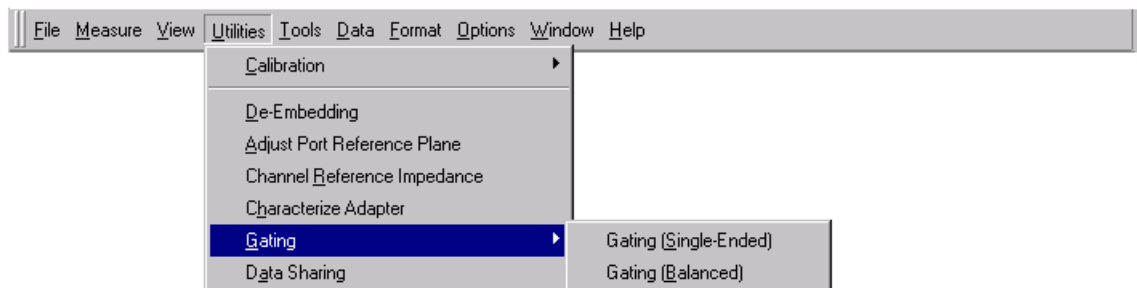 File Measure View Utilities Tools Data Format Options Window Help
Calibration
De-Embedding
Adjust Port Reference Plane
Channel Reference Impedance
Characterize Adapter
Gating
Gating (Single-Ended)
Data Sharing
Gating (Balanced)